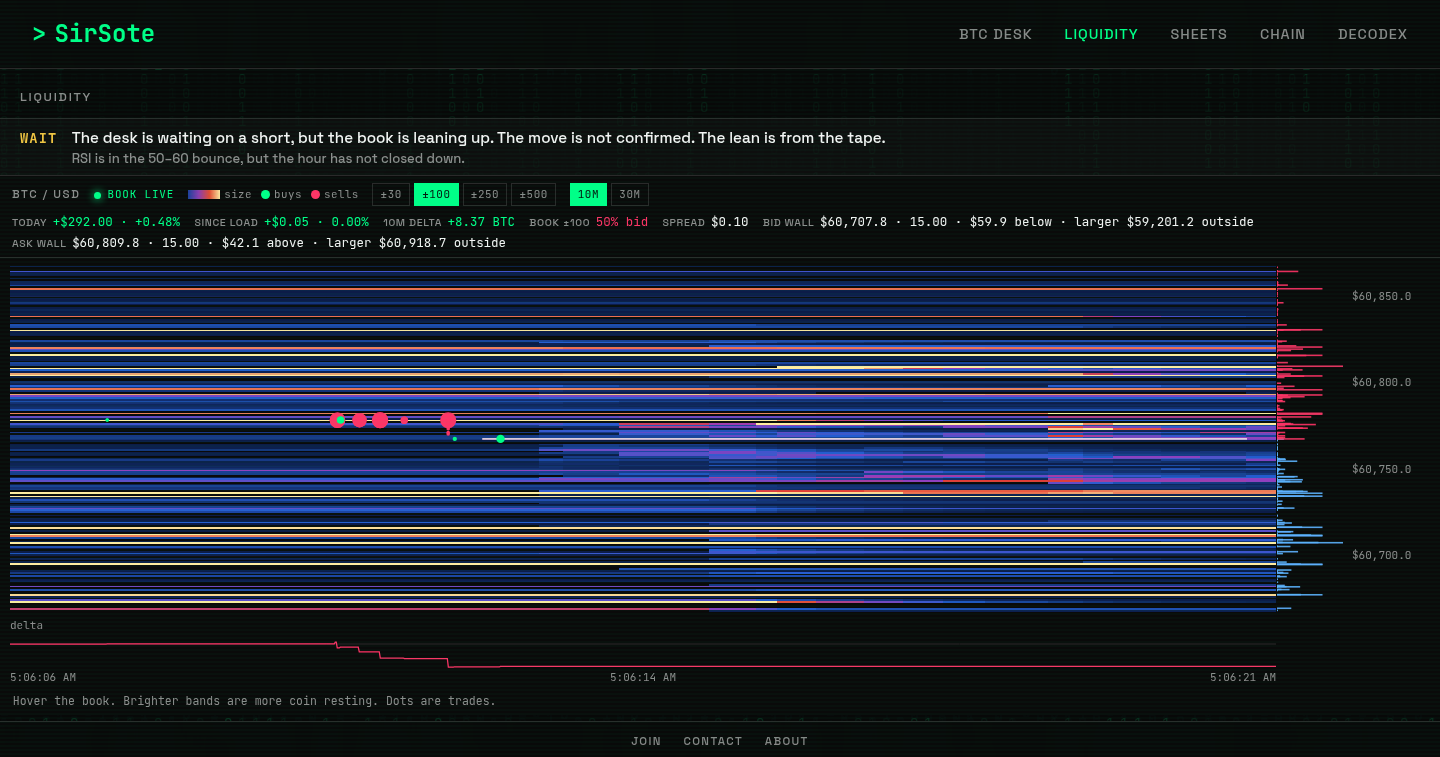 > SirSote
BTC DESK LIQUIDITY SHEETS CHAIN DECODEX
LIQUIDITY
WAIT The desk is waiting on a short, but the book is leaning up. The move is not confirmed. The lean is from the tape.
RSI is in the 50–60 bounce, but the hour has not closed down.
BTC / USD BOOK LIVE size buys sells ±30 ±100 ±250 ±500 10M 30M
TODAY +$292.00 · +0.48% SINCE LOAD +$0.05 · 0.00% 10M DELTA +8.37 BTC BOOK ±100 50% bid SPREAD $0.10 BID WALL $60,707.8 · 15.00 · $59.9 below · larger $59,201.2 outside
ASK WALL $60,809.8 · 15.00 · $42.1 above · larger $60,918.7 outside
$60,850.0
$60,800.0
$60,750.0
$60,700.0
delta
5:06:06 AM 5:06:14 AM 5:06:21 AM
Hover the book. Brighter bands are more coin resting. Dots are trades.
JOIN CONTACT ABOUT